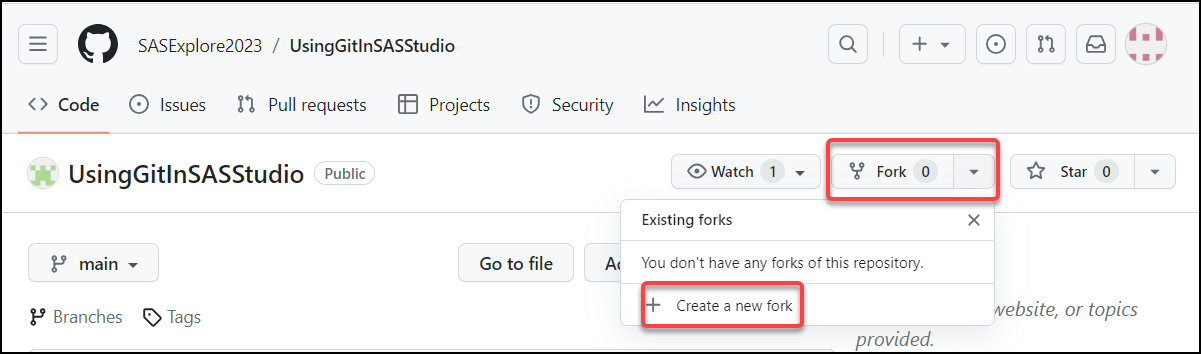 SASExplore2023 / UsingGitInSASStudio
Code Issues Pull requests Projects Security Insights
UsingGitInSASStudio Public Watch 1 Fork 0 Star 0
Existing forks
You don't have any forks of this repository.
Create a new fork
main Go to file
Branches Tags
website, or topics
provided.